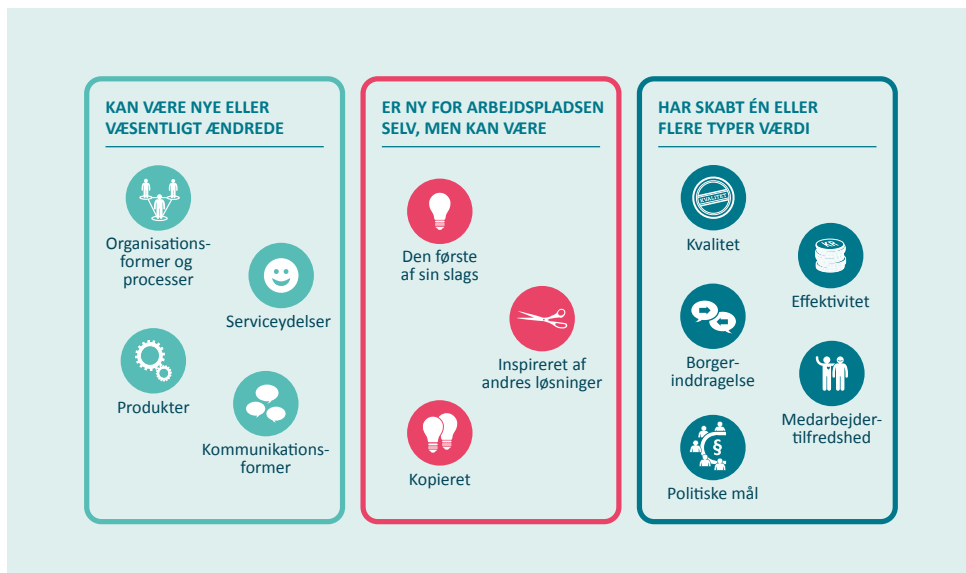 KAN VÆRE NYE ELLER
VÆSENTLIGT ÆNDREDE
Organisations-
former og
processer
Serviceydelser
Produkter
Kommunikations-
former
ER NY FOR ARBEJDSPLADSEN
SELV, MEN KAN VÆRE
Den første
af sin slags
Inspireret af
andres løsninger
Kopieret
HAR SKABT ÉN ELLER
FLERE TYPER VÆRDI
KVALITET
Kvalitet
KR.
Effektivitet
Borger-
inddragelse
Medarbejder-
tilfredshed
§
Politiske mål